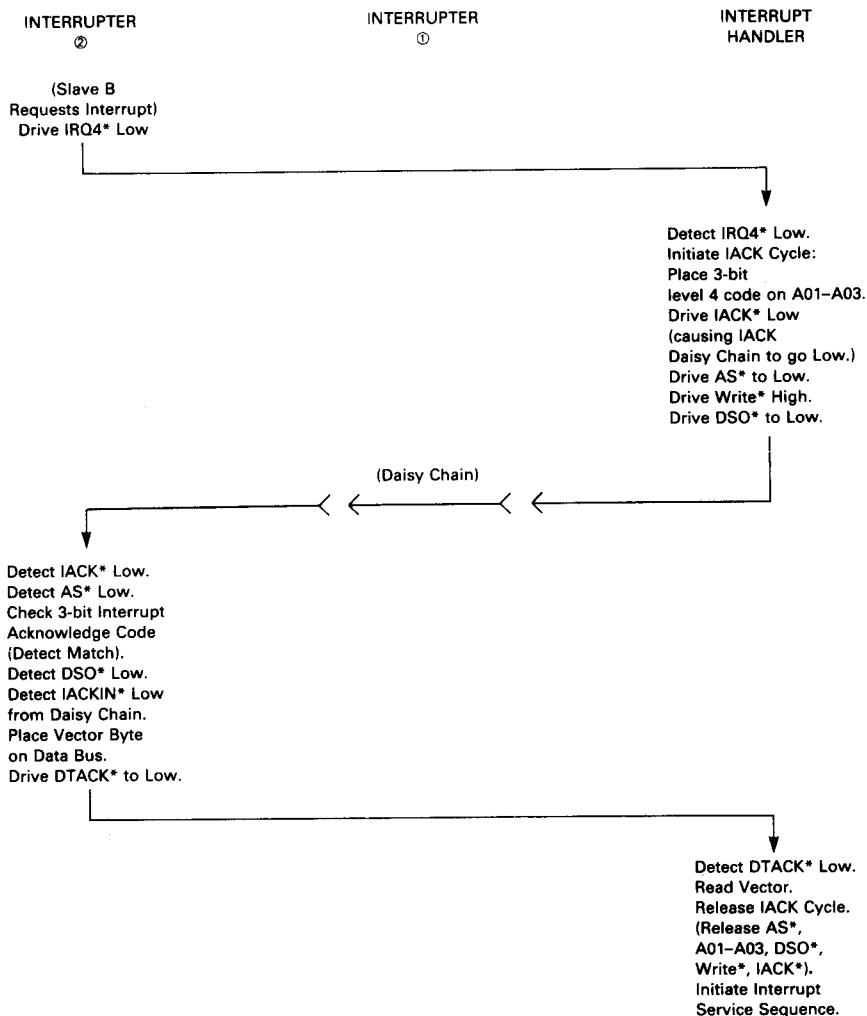 INTERRUPTER
②
INTERRUPTER
①
INTERRUPT
HANDLER
(Slave B
Requests Interrupt)
Drive IRQ4* Low
Detect IRQ4* Low.
Initiate IACK Cycle:
Place 3-bit
level 4 code on A01–A03.
Drive IACK* Low
(causing IACK
Daisy Chain to go Low.)
Drive AS* to Low.
Drive Write* High.
Drive DSO* to Low.
(Daisy Chain)
Detect IACK* Low.
Detect AS* Low.
Check 3-bit Interrupt
Acknowledge Code
(Detect Match).
Detect DSO* Low.
Detect IACKIN* Low
from Daisy Chain.
Place Vector Byte
on Data Bus.
Drive DTACK* to Low.
Detect DTACK* Low.
Read Vector.
Release IACK Cycle.
(Release AS*,
A01–A03, DSO*,
Write*, IACK*).
Initiate Interrupt
Service Sequence.